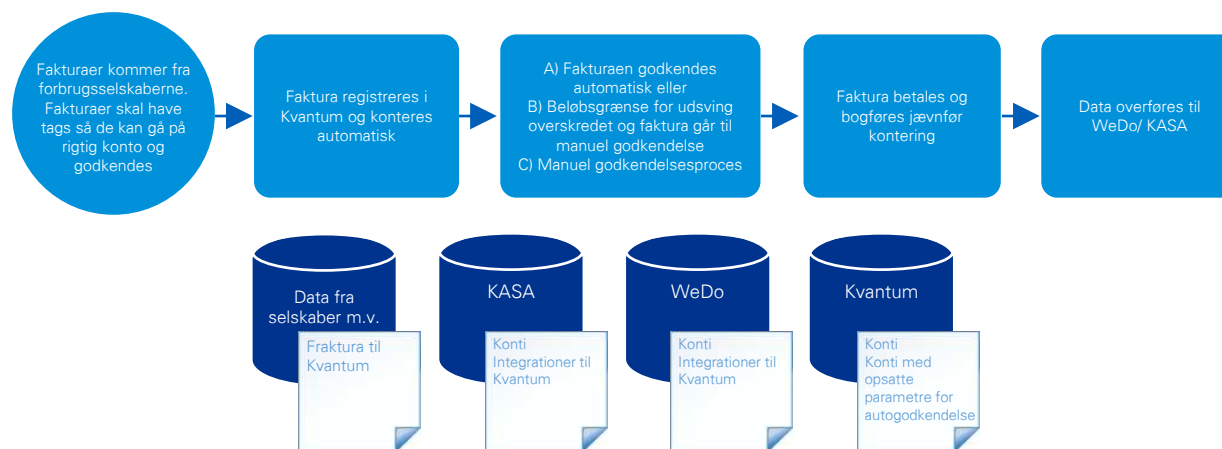 Fakturaer kommer fra
forbrugsselskaberne.
Fakturaer skal have
tags så de kan gå på
rigtig konto og
godkendes
Faktura registreres i
Kvantum og konteres
automatisk
A) Fakturaen godkendes
automatisk eller
B) Beløbsgrænse for udsving
overskredet og faktura går til
manuel godkendelse
C) Manuel godkendelsesproces
Faktura betales og
bogføres jævnfør
kontering
Data overføres til
WeDo/ KASA
Data fra
selskaber m.v.
Fraktura til
Kvantum
KASA
Konti
Integrationer til
Kvantum
WeDo
Konti
Integrationer til
Kvantum
Kvantum
Konti
Konti med
opsatte
parametre for
autogodkendelse